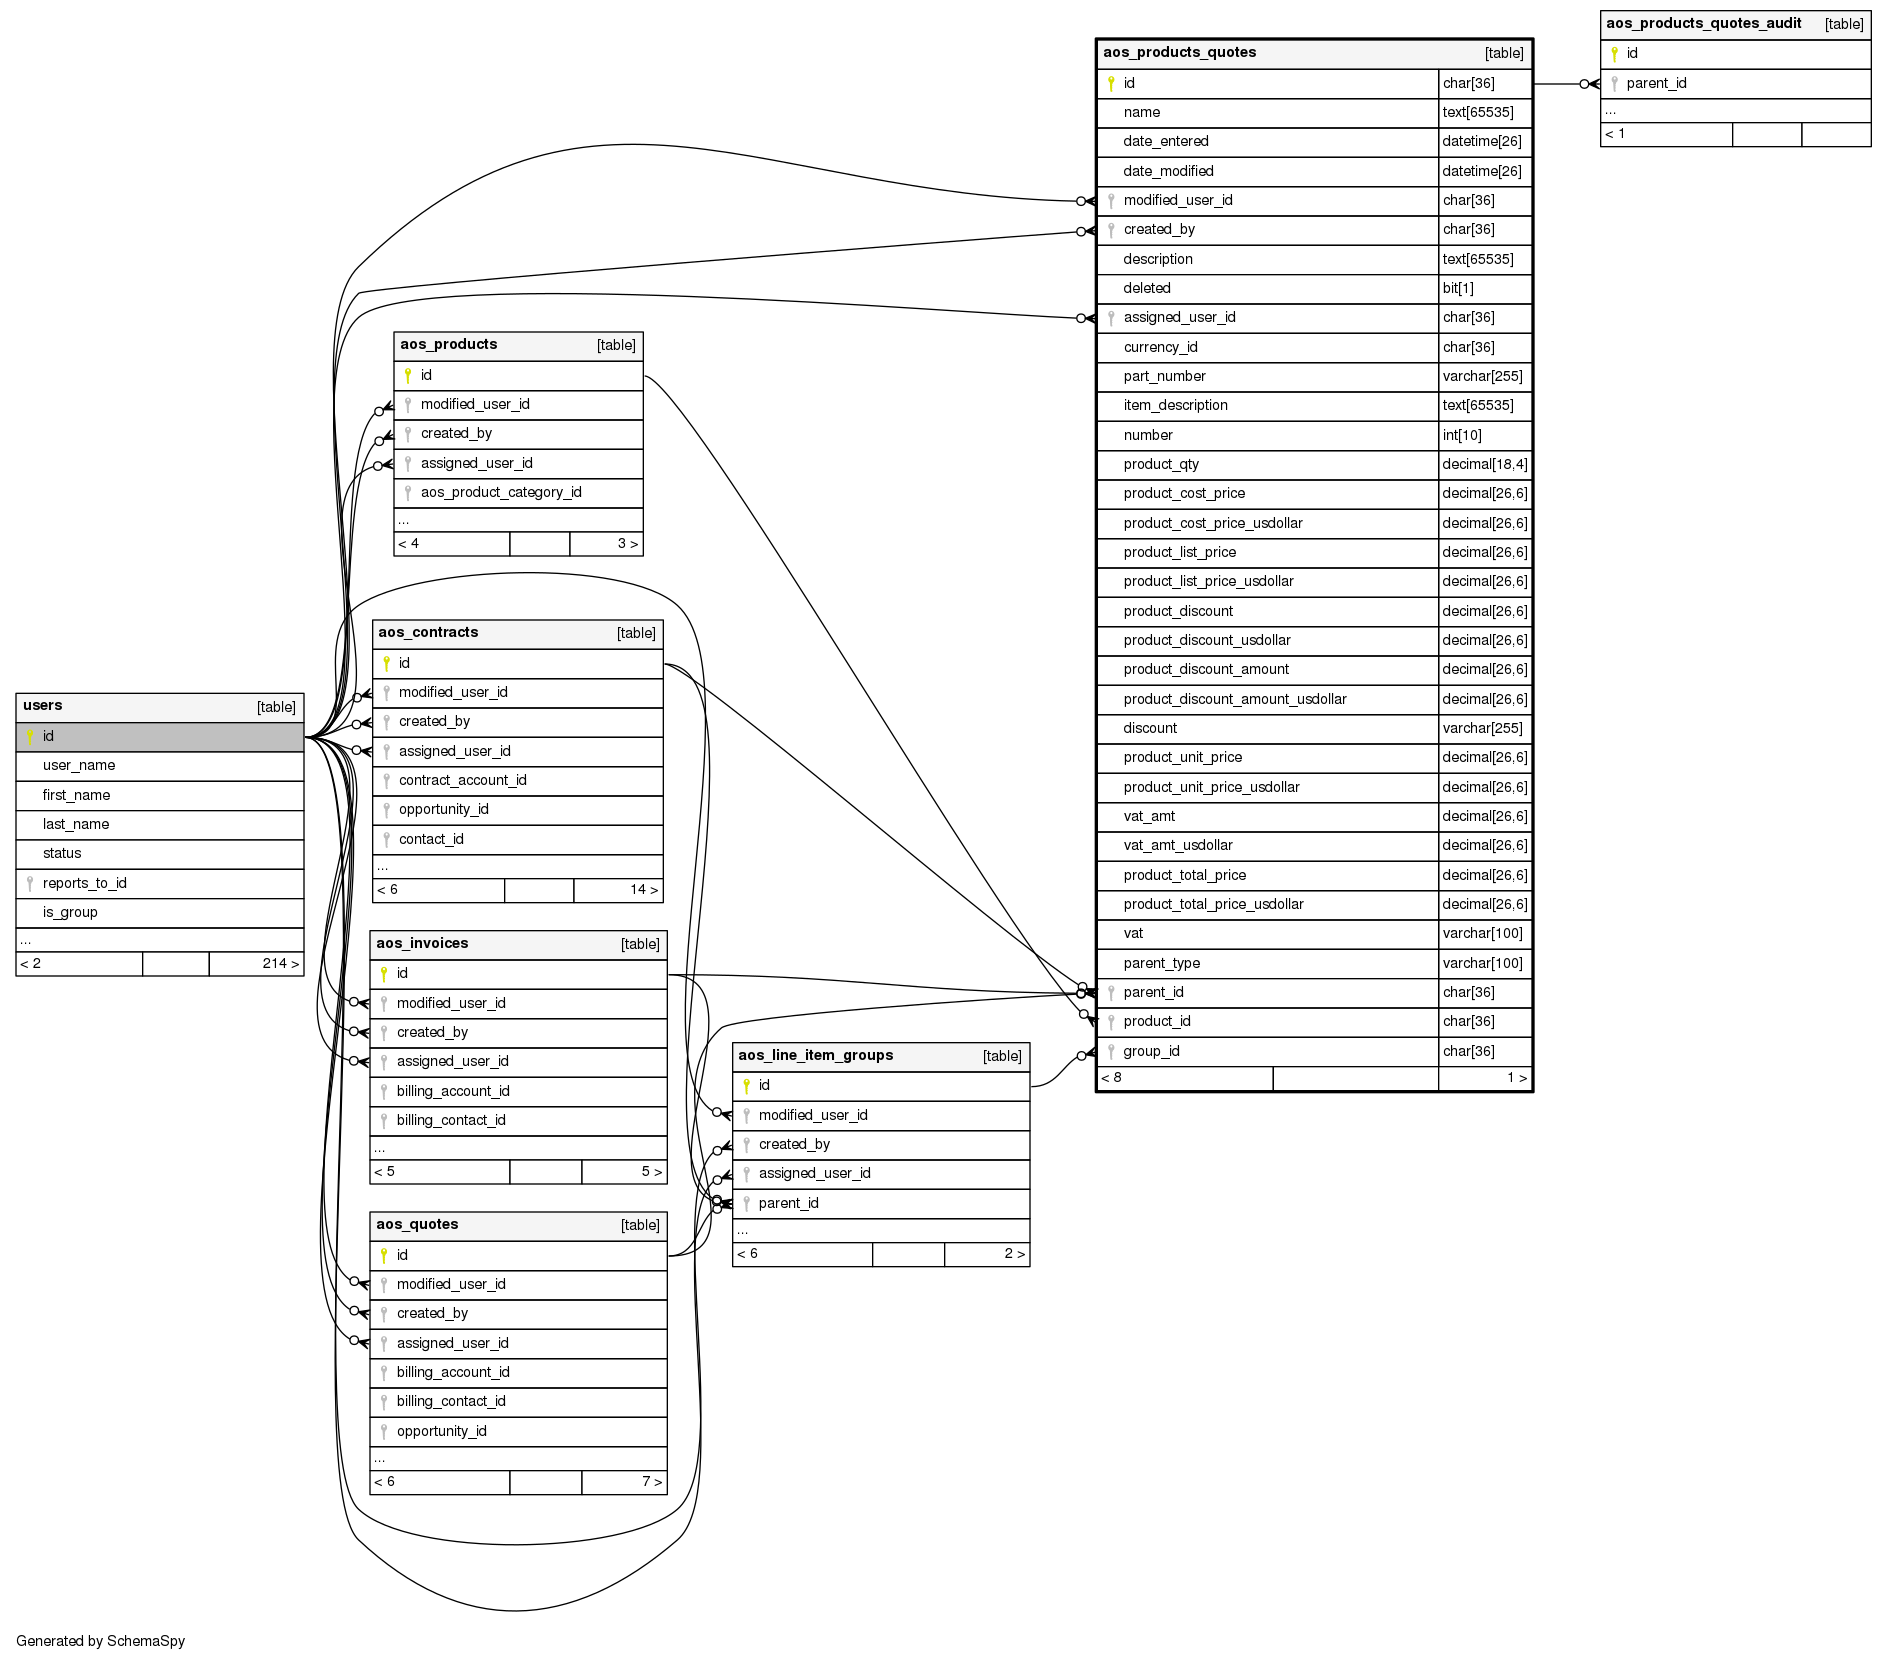 aos_products_quotes_audit [table]
id
parent_id
...
< 1
aos_products_quotes [table]
id char[36]
name text[65535]
date_entered datetime[26]
date_modified datetime[26]
modified_user_id char[36]
created_by char[36]
description text[65535]
deleted bit[1]
assigned_user_id char[36]
currency_id char[36]
part_number varchar[255]
item_description text[65535]
number int[10]
product_qty decimal[18,4]
product_cost_price decimal[26,6]
product_cost_price_usdollar decimal[26,6]
product_list_price decimal[26,6]
product_list_price_usdollar decimal[26,6]
product_discount decimal[26,6]
product_discount_usdollar decimal[26,6]
product_discount_amount decimal[26,6]
product_discount_amount_usdollar decimal[26,6]
discount varchar[255]
product_unit_price decimal[26,6]
product_unit_price_usdollar decimal[26,6]
vat_amt decimal[26,6]
vat_amt_usdollar decimal[26,6]
product_total_price decimal[26,6]
product_total_price_usdollar decimal[26,6]
vat varchar[100]
parent_type varchar[100]
parent_id char[36]
product_id char[36]
group_id char[36]
< 8 1 >
aos_products [table]
id
modified_user_id
created_by
assigned_user_id
aos_product_category_id
...
< 4 3 >
aos_contracts [table]
id
modified_user_id
created_by
assigned_user_id
contract_account_id
opportunity_id
contact_id
...
< 6 14 >
users [table]
id
user_name
first_name
last_name
status
reports_to_id
is_group
...
< 2 214 >
aos_invoices [table]
id
modified_user_id
created_by
assigned_user_id
billing_account_id
billing_contact_id
...
< 5 5 >
aos_line_item_groups [table]
id
modified_user_id
created_by
assigned_user_id
parent_id
...
< 6 2 >
aos_quotes [table]
id
modified_user_id
created_by
assigned_user_id
billing_account_id
billing_contact_id
opportunity_id
...
< 6 7 >
Generated by SchemaSpy